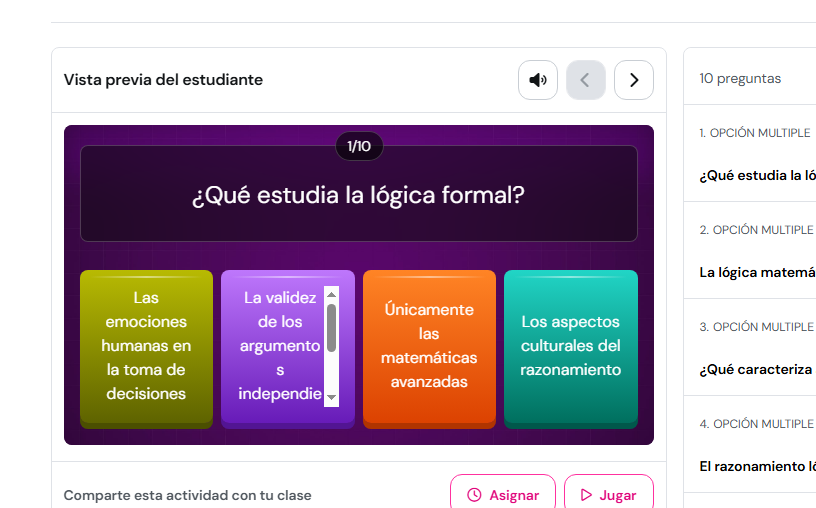 Vista previa del estudiante
1/10
¿Qué estudia la lógica formal?
Las
emociones
humanas en
la toma de
decisiones
La validez
de los
argumento
s
independie
Únicamente
las
matemáticas
avanzadas
Los aspectos
culturales del
razonamiento
Comparte esta actividad con tu clase
Asignar
Jugar
10 preguntas
1. OPCIÓN MULTIPLE
¿Qué estudia la ló
2. OPCIÓN MULTIPLE
La lógica matemá
3. OPCIÓN MULTIPLE
¿Qué caracteriza
4. OPCIÓN MULTIPLE
El razonamiento ló